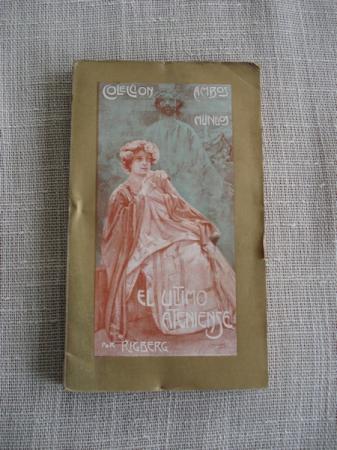 COLECCION AMBOS
MUNDOS
EL ULTIMO
ATENIENSE
POR RIGBERG